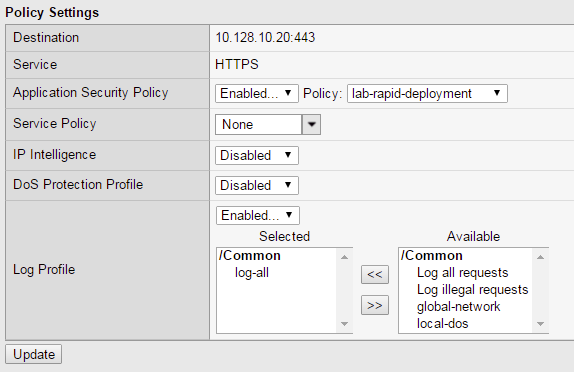 Policy Settings
Destination 10.128.10.20:443
Service HTTPS
Application Security Policy Enabled... Policy: lab-rapid-deployment
Service Policy None
IP Intelligence Disabled
DoS Protection Profile Disabled
Log Profile Enabled...
Selected Available
/Common /Common
log-all Log all requests
<< Log illegal requests
>> global-network
local-dos
Update